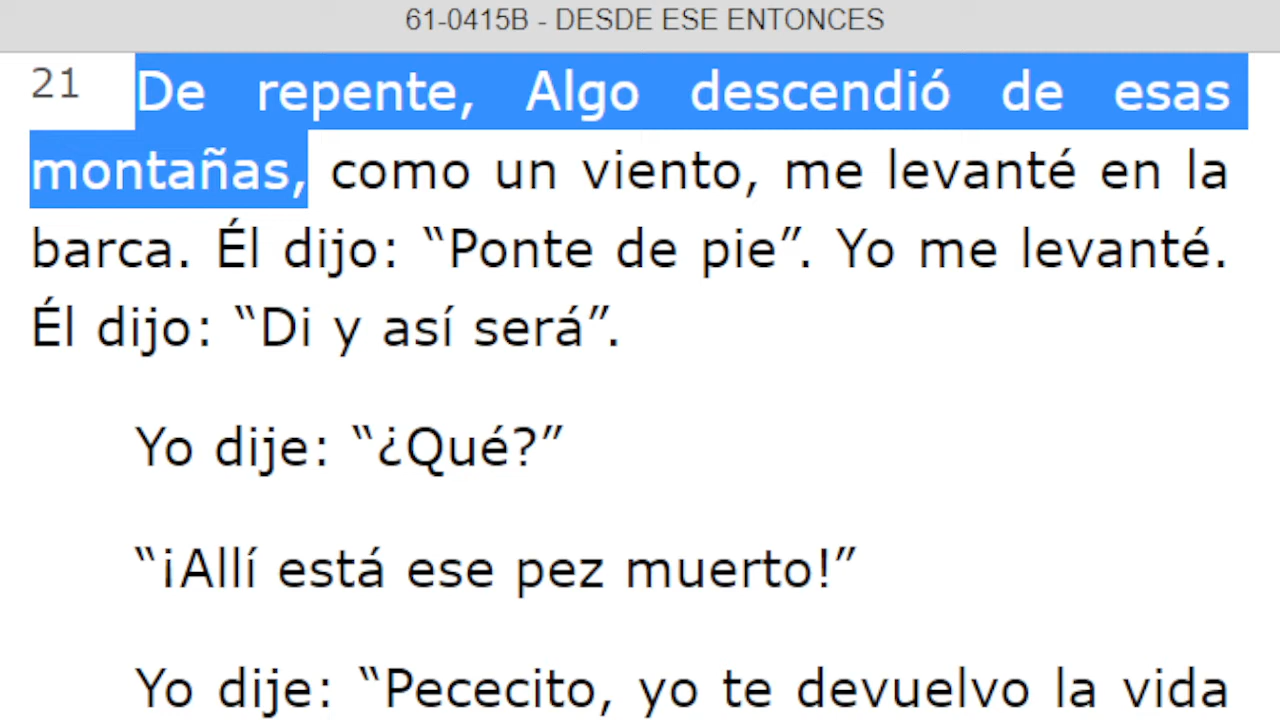 61-0415B - DESDE ESE ENTONCES
21 De repente, Algo descendió de esas
montañas, como un viento, me levanté en la
barca. Él dijo: “Ponte de pie”. Yo me levanté.
Él dijo: “Di y así será”.
Yo dije: “¿Qué?”
“¡Allí está ese pez muerto!”
Yo dije: “Pececito, yo te devuelvo la vida